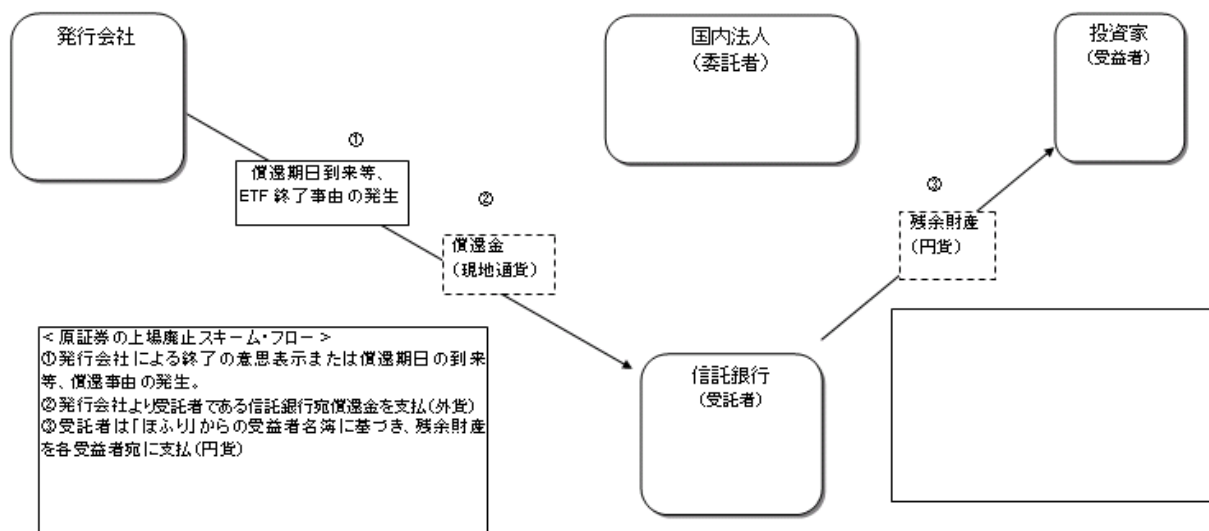 発行会社
国内法人
(委託者)
投資家
(受益者)
①
償還期日到来等、
ETF 終了事由の発生
②
償還金
(現地通貨)
③
残余財産
(円貨)
<原証券の上場廃止スキーム・フロー>
①発行会社による終了の意思表示または償還期日の到来
等、償還事由の発生。
②発行会社より受託者である信託銀行宛償還金を支払(外貨)
③受託者は「ほふり」からの受益者名簿に基づき、残余財産
を各受益者宛に支払(円貨)
信託銀行
(受託者)